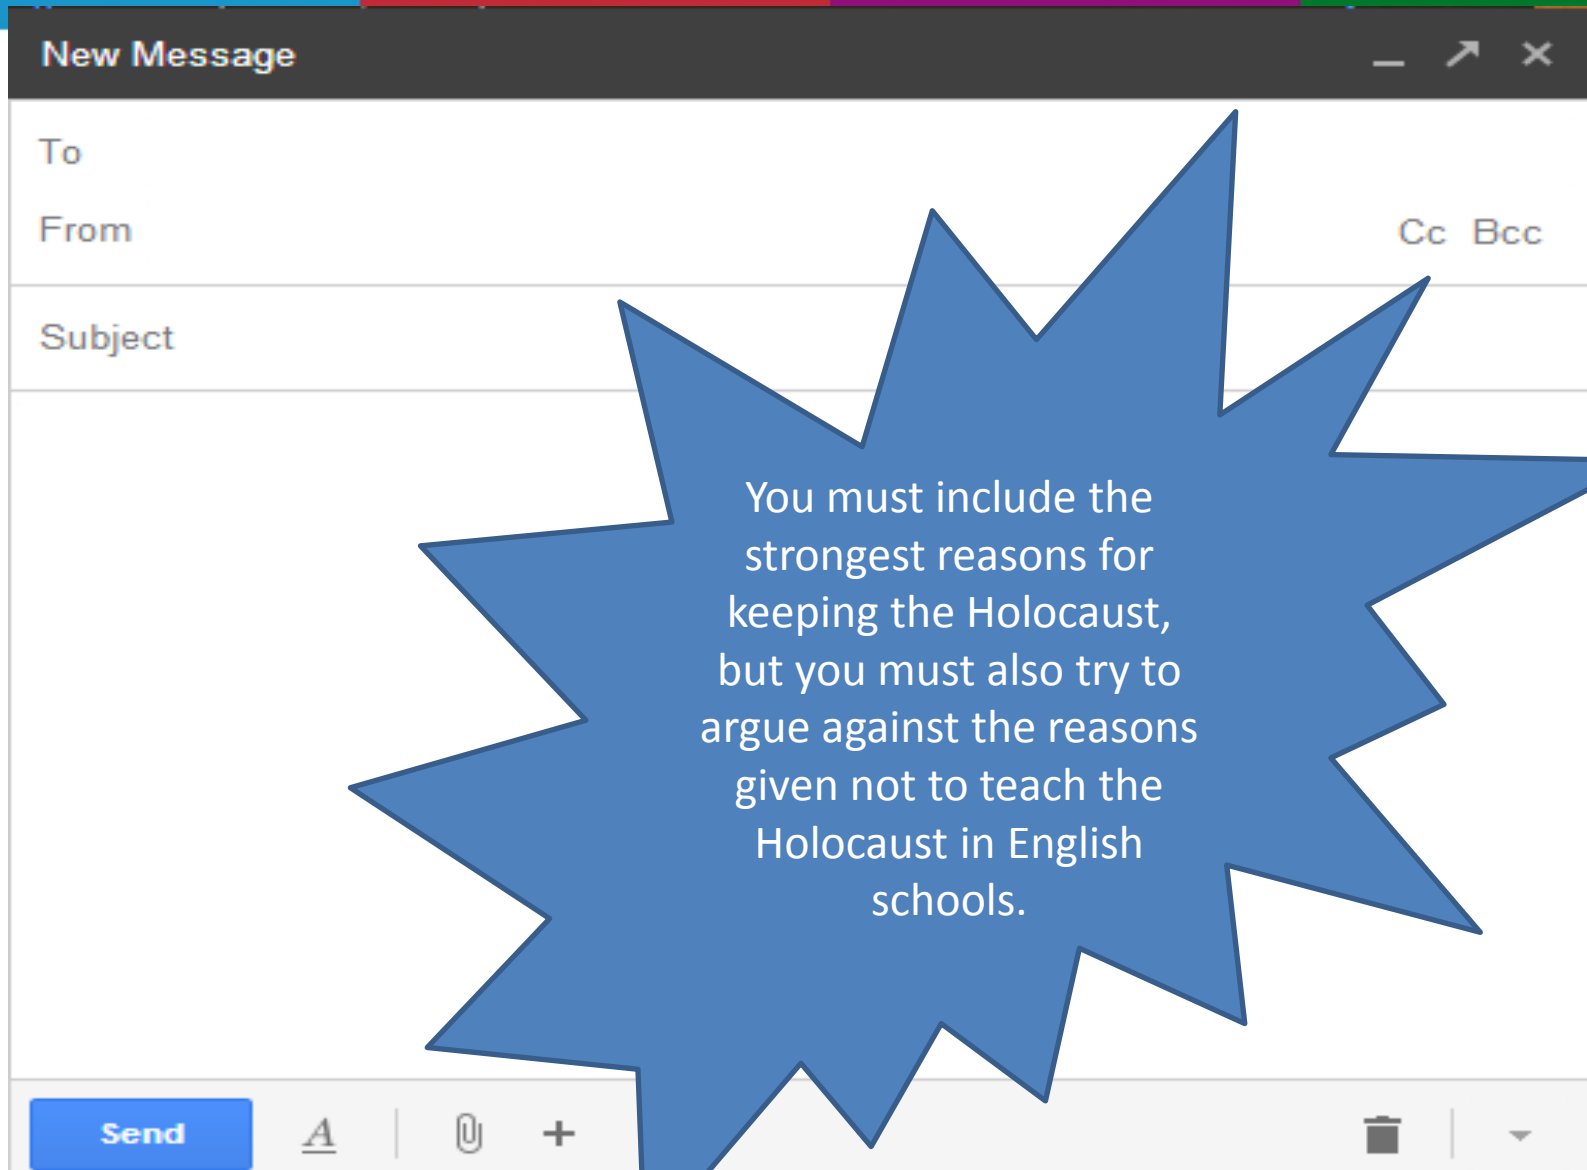 New Message
To
From
Cc Bcc
Subject
You must include the
strongest reasons for
keeping the Holocaust,
but you must also try to
argue against the reasons
given not to teach the
Holocaust in English
schools.
Send
A